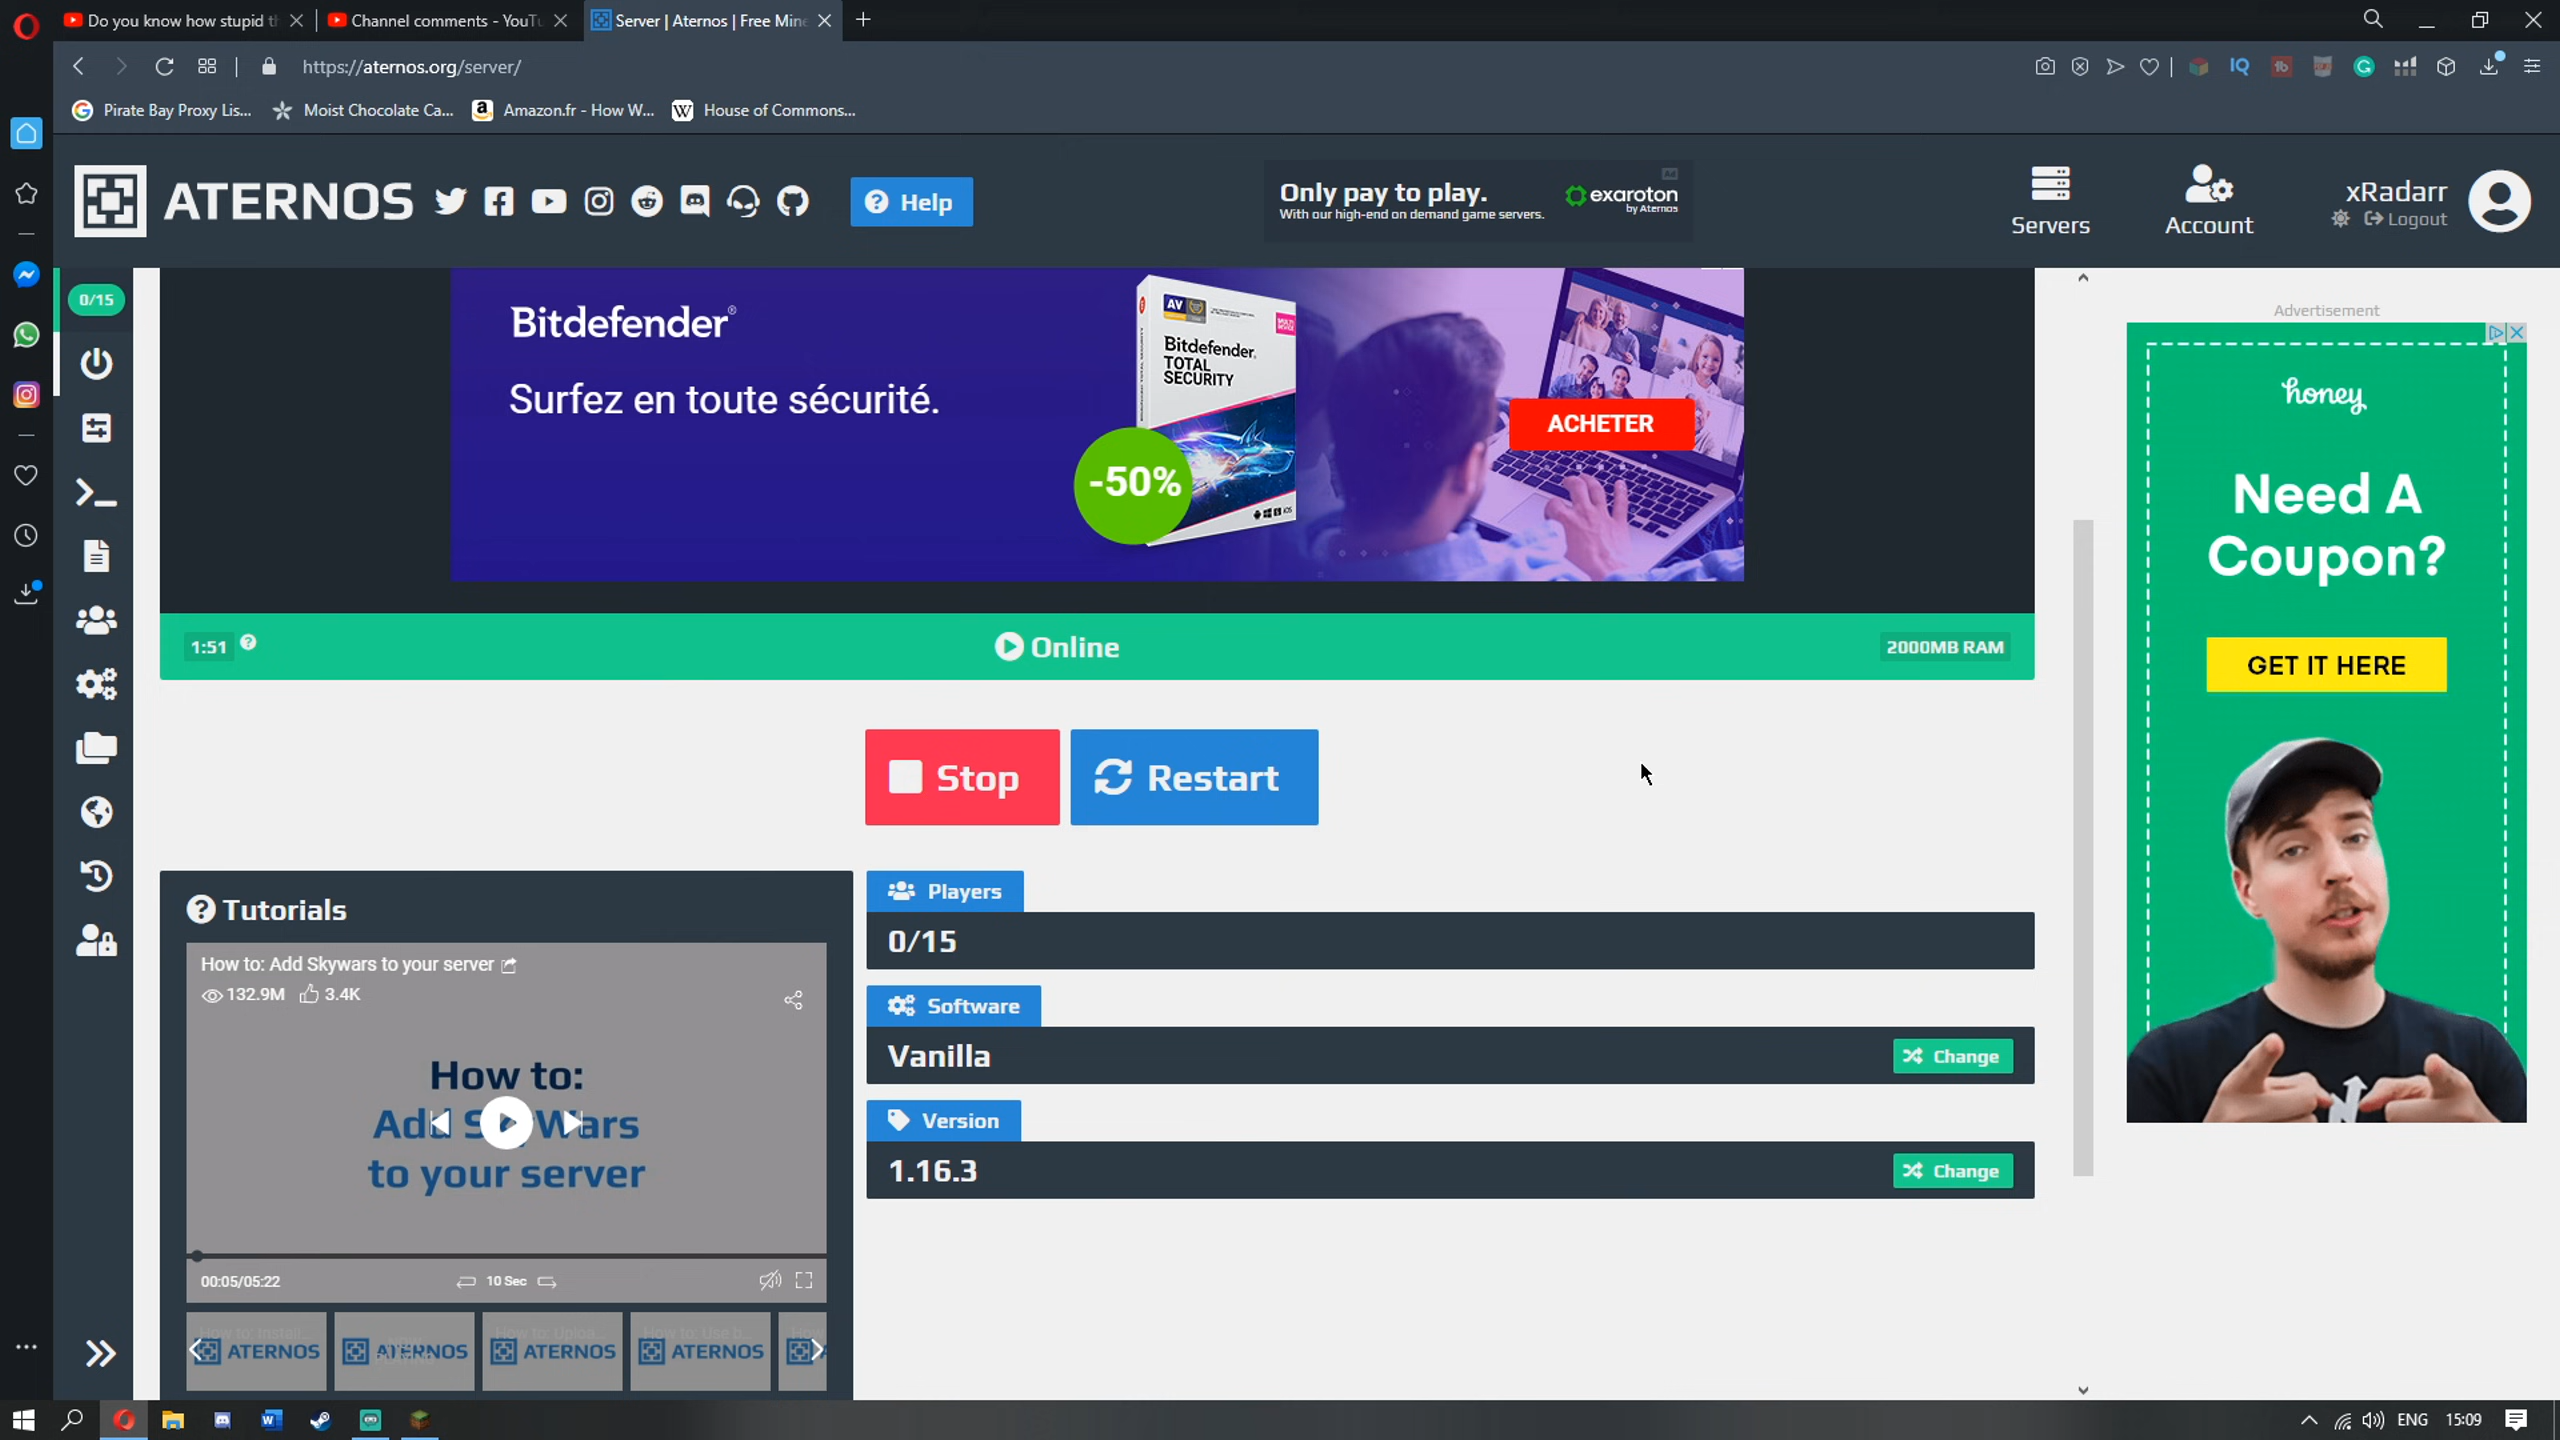 Do you know how stupid t
Channel comments - YouTu
Server | Aternos | Free Mine
https://aternos.org/server/
Pirate Bay Proxy Lis...
Moist Chocolate Ca...
Amazon.fr - How W...
House of Commons...
ATERNOS
Help
Only pay to play.
With our high-end on demand game servers.
Ad
exaroton
by Aternos
Servers
Account
xRadarr
Logout
0/15
Bitdefender
Surfez en toute sécurité.
Bitdefender
TOTAL
SECURITY
-50%
ACHETER
1:51
Online
2000MB RAM
Stop
Restart
Advertisement
honey
Need A
Coupon?
GET IT HERE
Tutorials
How to: Add Skywars to your server
132.9M
3.4K
How to:
Add SkyWars
to your server
00:05/05:22
10 Sec
ATERNOS
ATERNOS
ATERNOS
ATERNOS
Players
0/15
Software
Vanilla
Change
Version
1.16.3
Change
ENG
15:09